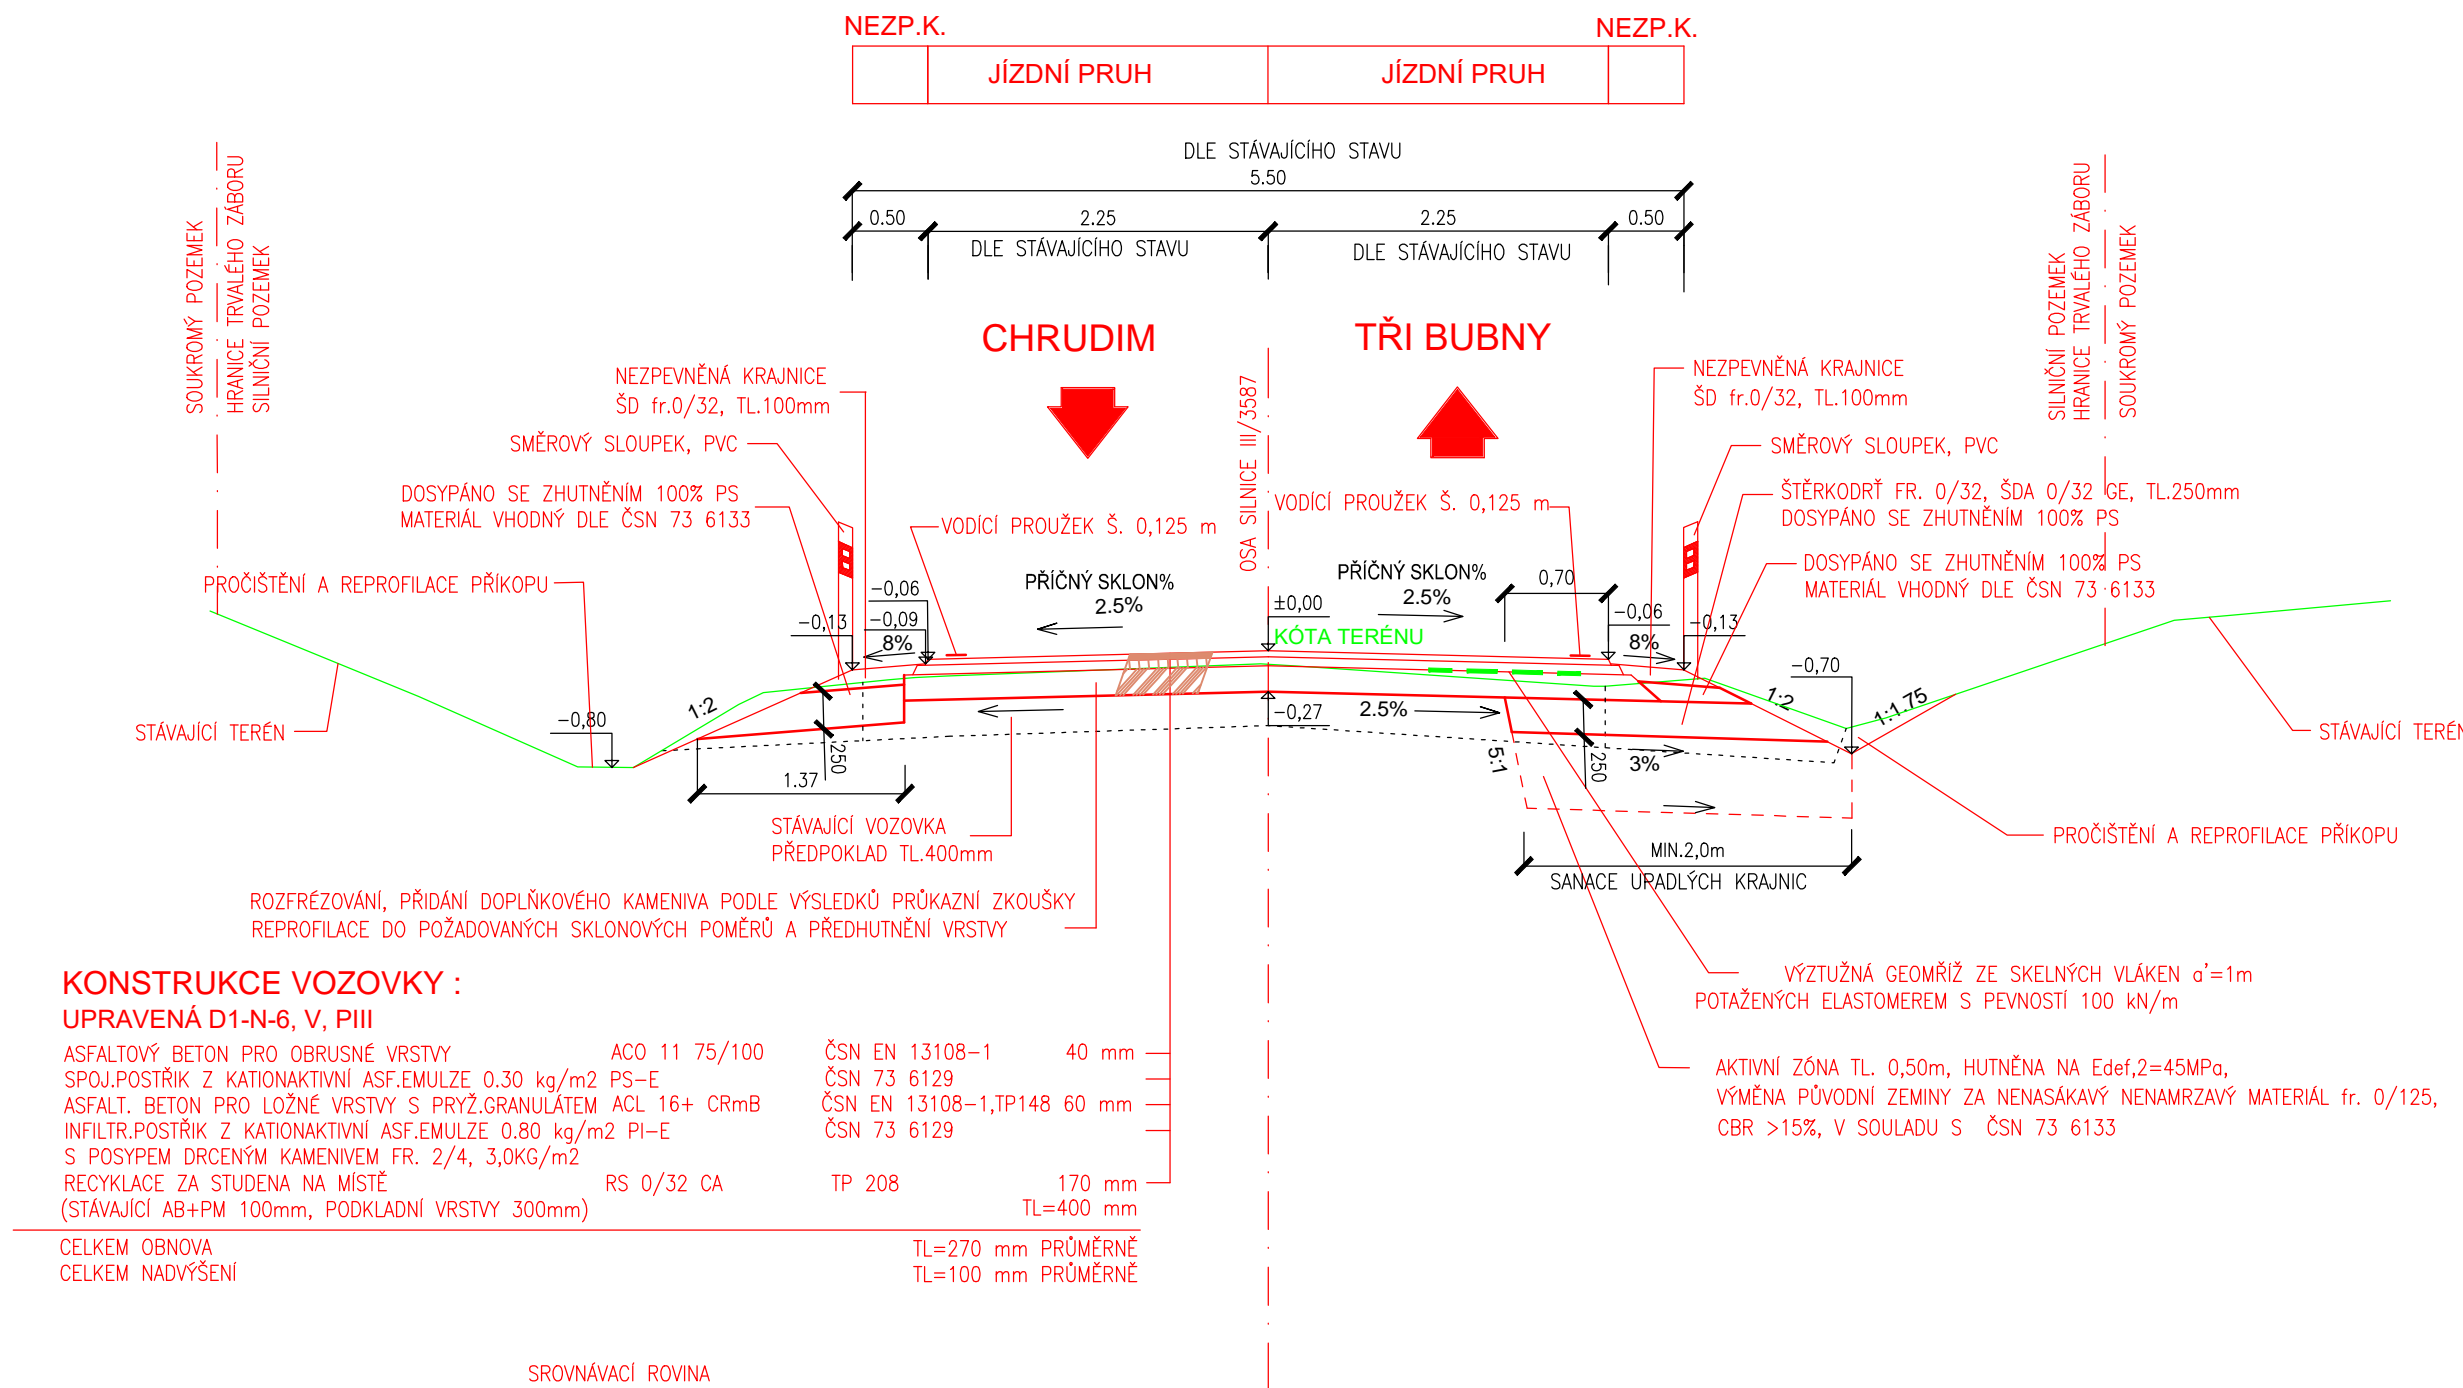 NEZP.K.
NEZP.K.
JÍZDNÍ PRUH
JÍZDNÍ PRUH
DLE STÁVAJÍCÍHO STAVU
5.50
0.50
2.25
2.25
0.50
DLE STÁVAJÍCÍHO STAVU
DLE STÁVAJÍCÍHO STAVU
SOUKROMÝ POZEMEK
HRANICE TRVALÉHO ZÁBORU
SILNIČNÍ POZEMEK
SILNIČNÍ POZEMEK
HRANICE TRVALÉHO ZÁBORU
SOUKROMÝ POZEMEK
CHRUDIM
TŘI BUBNY
OSA SILNICE III/3587
NEZPEVNĚNÁ KRAJNICE
ŠD fr.0/32, TL.100mm
NEZPEVNĚNÁ KRAJNICE
ŠD fr.0/32, TL.100mm
SMĚROVÝ SLOUPEK, PVC
SMĚROVÝ SLOUPEK, PVC
DOSYPÁNO SE ZHUTNĚNÍM 100% PS
MATERIÁL VHODNÝ DLE ČSN 73 6133
VODÍCÍ PROUŽEK Š. 0,125 m
VODÍCÍ PROUŽEK Š. 0,125 m
ŠTĚRKODRŤ FR. 0/32, ŠDA 0/32 GE, TL.250mm
DOSYPÁNO SE ZHUTNĚNÍM 100% PS
DOSYPÁNO SE ZHUTNĚNÍM 100% PS
MATERIÁL VHODNÝ DLE ČSN 73 6133
PROČIŠTĚNÍ A REPROFILACE PŘÍKOPU
PŘÍČNÝ SKLON%
2.5%
PŘÍČNÝ SKLON%
2.5%
0,70
-0,06
-0,09
-0,13
8%
±0,00
KÓTA TERÉNU
-0,06
8%
-0,13
-0,70
STÁVAJÍCÍ TERÉN
-0,80
1:2
250
1.37
-0,27
2.5%
5:1
250
3%
1:2
1:1.75
STÁVAJÍCÍ TERÉN
STÁVAJÍCÍ VOZOVKA
PŘEDPOKLAD TL.400mm
MIN.2,0m
SANACE UPADLÝCH KRAJNIC
PROČIŠTĚNÍ A REPROFILACE PŘÍKOPU
ROZFRÉZOVÁNÍ, PŘIDÁNÍ DOPLŇKOVÉHO KAMENIVA PODLE VÝSLEDKŮ PRŮKAZNÍ ZKOUŠKY
REPROFILACE DO POŽADOVANÝCH SKLONOVÝCH POMĚRŮ A PŘEDHUTNĚNÍ VRSTVY
VÝZTUŽNÁ GEOMŘÍŽ ZE SKELNÝCH VLÁKEN a'=1m
POTAŽENÝCH ELASTOMEREM S PEVNOSTÍ 100 kN/m
AKTIVNÍ ZÓNA TL. 0,50m, HUTNĚNA NA Edef,2=45MPa,
VÝMĚNA PŮVODNÍ ZEMINY ZA NENASÁKAVÝ NENAMRZAVÝ MATERIÁL fr. 0/125,
CBR >15%, V SOULADU S ČSN 73 6133
KONSTRUKCE VOZOVKY :
UPRAVENÁ D1-N-6, V, PIII
ASFALTOVÝ BETON PRO OBRUSNÉ VRSTVY ACO 11 75/100 ČSN EN 13108-1 40 mm
SPOJ.POSTŘIK Z KATIONAKTIVNÍ ASF.EMULZE 0.30 kg/m2 PS-E ČSN 73 6129
ASFALT. BETON PRO LOŽNÉ VRSTVY S PRYŽ.GRANULÁTEM ACL 16+ CRmB ČSN EN 13108-1,TP148 60 mm
INFILTR.POSTŘIK Z KATIONAKTIVNÍ ASF.EMULZE 0.80 kg/m2 PI-E ČSN 73 6129
S POSYPEM DRCENÝM KAMENIVEM FR. 2/4, 3,0KG/m2
RECYKLACE ZA STUDENA NA MÍSTĚ RS 0/32 CA TP 208 170 mm
(STÁVAJÍCÍ AB+PM 100mm, PODKLADNÍ VRSTVY 300mm) TL=400 mm
CELKEM OBNOVA TL=270 mm PRŮMĚRNĚ
CELKEM NADVÝŠENÍ TL=100 mm PRŮMĚRNĚ
SROVNÁVACÍ ROVINA